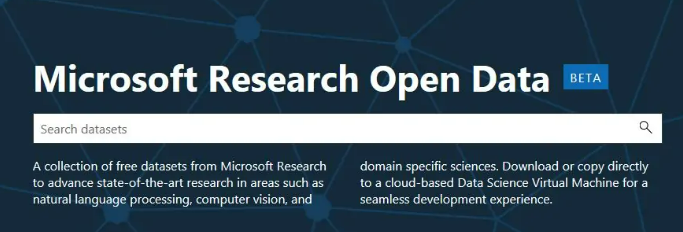 Microsoft Research Open Data BETA
Search datasets
A collection of free datasets from Microsoft Research
to advance state-of-the-art research in areas such as
natural language processing, computer vision, and
domain specific sciences. Download or copy directly
to a cloud-based Data Science Virtual Machine for a
seamless development experience.